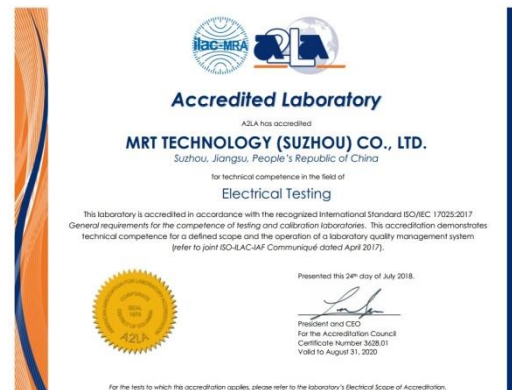 ilac-MRA
A2LA
Accredited Laboratory
A2LA has accredited
MRT TECHNOLOGY (SUZHOU) CO., LTD.
Suzhou, Jiangsu, People's Republic of China
for technical competence in the field of
Electrical Testing
This laboratory is accredited in accordance with the recognized International Standard ISO/IEC 17025:2017
General requirements for the competence of testing and calibration laboratories. This accreditation demonstrates
technical competence for a defined scope and the operation of a laboratory quality management system
(refer to joint ISO-ILAC-IAF Communiqué dated April 2017).
Presented this 24th day of July 2018.
CORPORATE
SEAL
1978
A2LA
President and CEO
For the Accreditation Council
Certificate Number 3628.01
Valid to August 31, 2020
For the tests to which this accreditation applies, please refer to the laboratory's Electrical Scope of Accreditation.